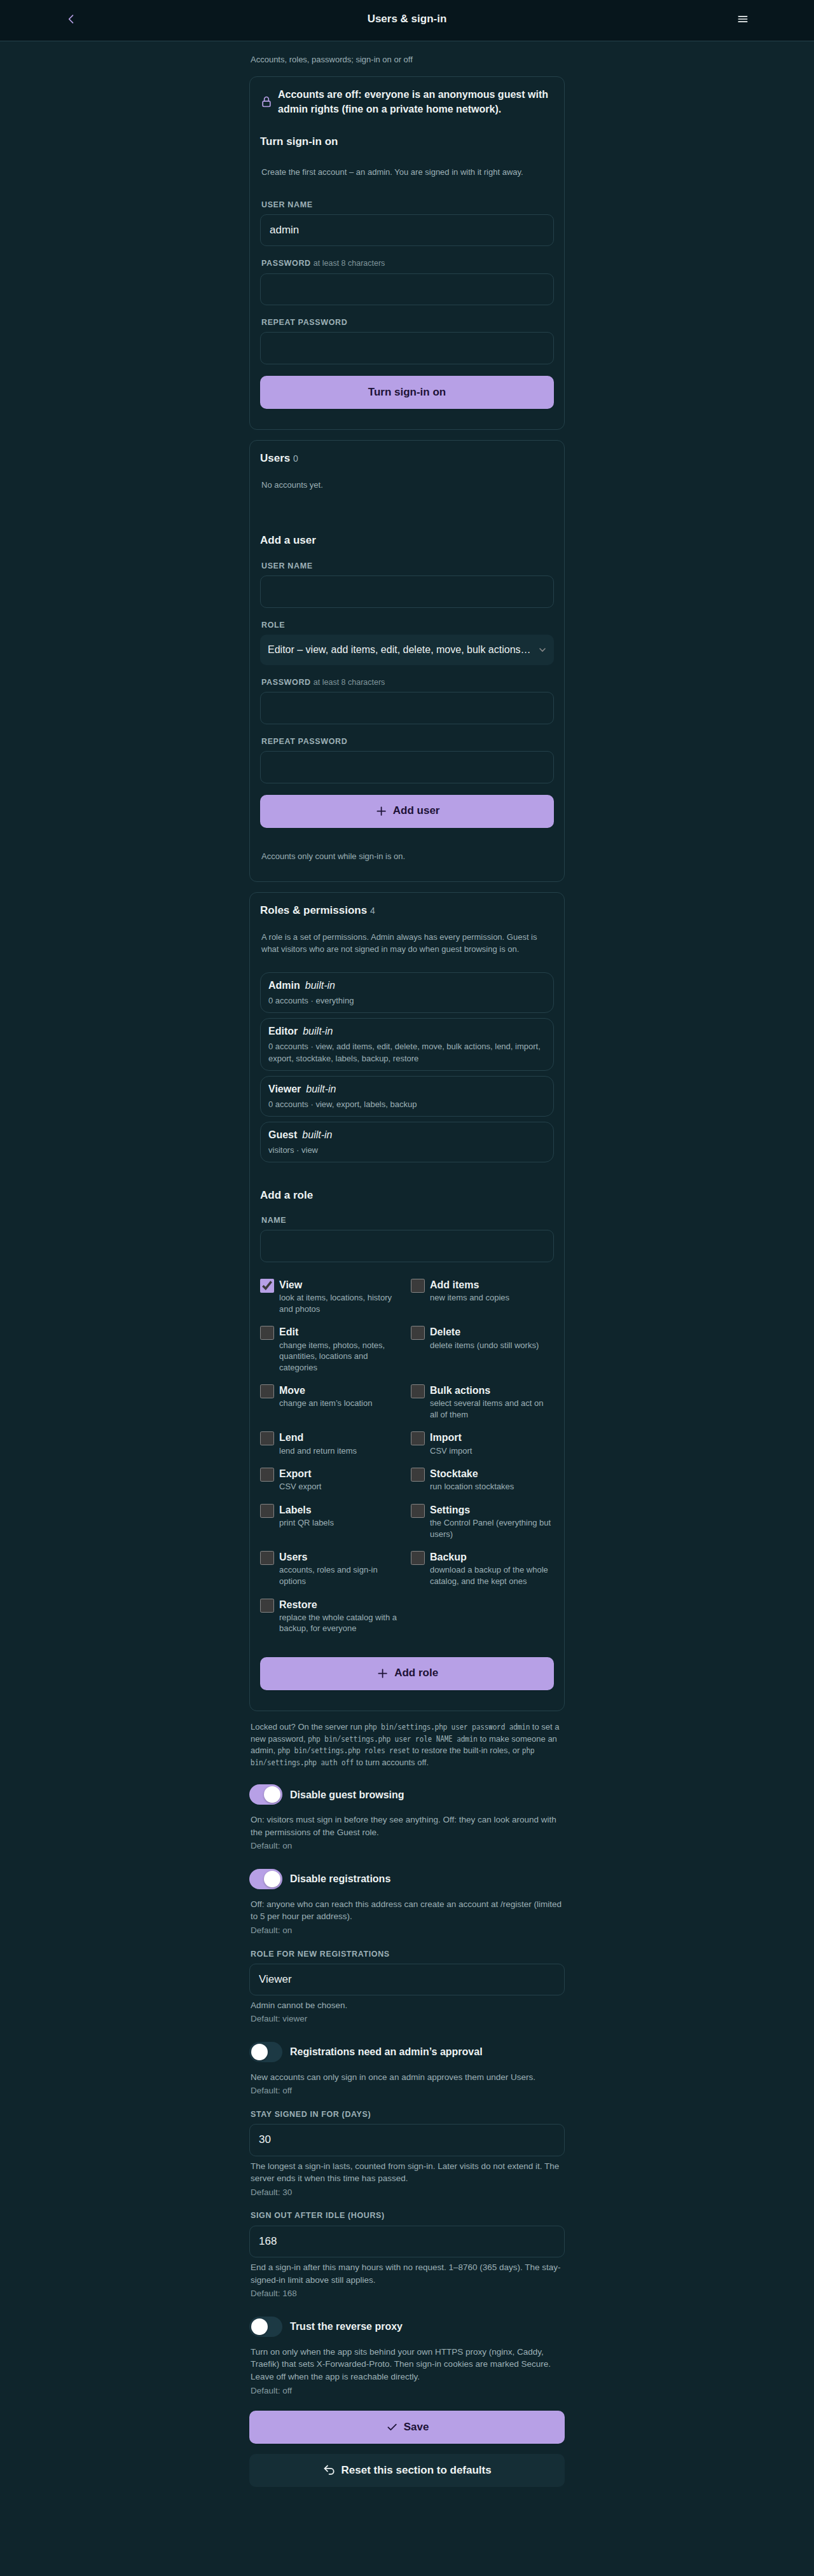 Users & sign-in
Accounts, roles, passwords; sign-in on or off
Accounts are off: everyone is an anonymous guest with
admin rights (fine on a private home network).
Turn sign-in on
Create the first account – an admin. You are signed in with it right away.
USER NAME
admin
PASSWORD at least 8 characters
REPEAT PASSWORD
Turn sign-in on
Users 0
No accounts yet.
Add a user
USER NAME
ROLE
Editor – view, add items, edit, delete, move, bulk actions…
PASSWORD at least 8 characters
REPEAT PASSWORD
Add user
Accounts only count while sign-in is on.
Roles & permissions 4
A role is a set of permissions. Admin always has every permission. Guest is
what visitors who are not signed in may do when guest browsing is on.
Admin built-in
0 accounts · everything
Editor built-in
0 accounts · view, add items, edit, delete, move, bulk actions, lend, import,
export, stocktake, labels, backup, restore
Viewer built-in
0 accounts · view, export, labels, backup
Guest built-in
visitors · view
Add a role
NAME
View
look at items, locations, history
and photos
Add items
new items and copies
Edit
change items, photos, notes,
quantities, locations and
categories
Delete
delete items (undo still works)
Move
change an item's location
Bulk actions
select several items and act on
all of them
Lend
lend and return items
Import
CSV import
Export
CSV export
Stocktake
run location stocktakes
Labels
print QR labels
Settings
the Control Panel (everything but
users)
Users
accounts, roles and sign-in
options
Backup
download a backup of the whole
catalog, and the kept ones
Restore
replace the whole catalog with a
backup, for everyone
Add role
Locked out? On the server run php bin/settings.php user password admin to set a
new password, php bin/settings.php user role NAME admin to make someone an
admin, php bin/settings.php roles reset to restore the built-in roles, or php
bin/settings.php auth off to turn accounts off.
Disable guest browsing
On: visitors must sign in before they see anything. Off: they can look around with
the permissions of the Guest role.
Default: on
Disable registrations
Off: anyone who can reach this address can create an account at /register (limited
to 5 per hour per address).
Default: on
ROLE FOR NEW REGISTRATIONS
Viewer
Admin cannot be chosen.
Default: viewer
Registrations need an admin's approval
New accounts can only sign in once an admin approves them under Users.
Default: off
STAY SIGNED IN FOR (DAYS)
30
The longest a sign-in lasts, counted from sign-in. Later visits do not extend it. The
server ends it when this time has passed.
Default: 30
SIGN OUT AFTER IDLE (HOURS)
168
End a sign-in after this many hours with no request. 1–8760 (365 days). The stay-
signed-in limit above still applies.
Default: 168
Trust the reverse proxy
Turn on only when the app sits behind your own HTTPS proxy (nginx, Caddy,
Traefik) that sets X-Forwarded-Proto. Then sign-in cookies are marked Secure.
Leave off when the app is reachable directly.
Default: off
Save
Reset this section to defaults